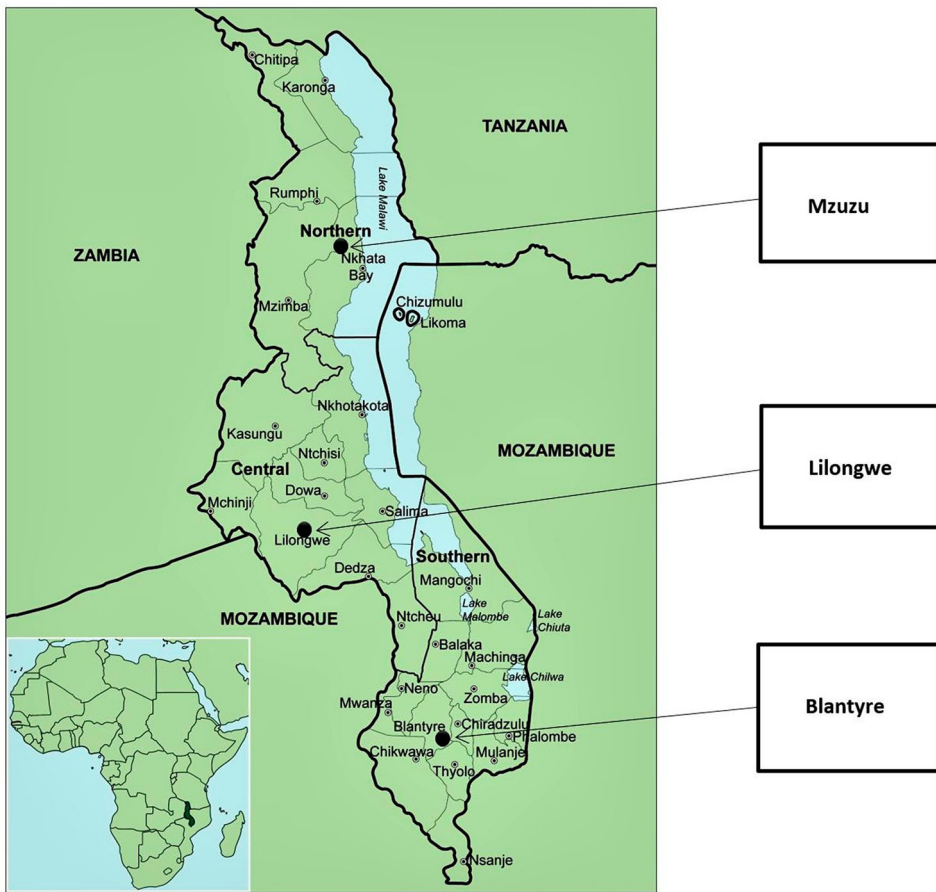 Chitipa
Karonga
TANZANIA
Lake Malawi
Rumphi
Mzuzu
Northern
ZAMBIA
Nkhata
Bay
Mzimba
Chizumulu
Likoma
Nkhotakota
Kasungu
MOZAMBIQUE
Ntchisi
Central
Lilongwe
Dowa
Mchinji
Salima
Lilongwe
Southern
Dedza
Mangochi
MOZAMBIQUE
Ntcheu
Lake
Malombe
Lake
Chiuta
Balaka
Machinga
Lake Chilwa
Neno
Zomba
Mwanza
Blantyre
Blantyre
Chiradzulu
Phalombe
Chikwawa
Mulanje
Thyolo
Nsanje